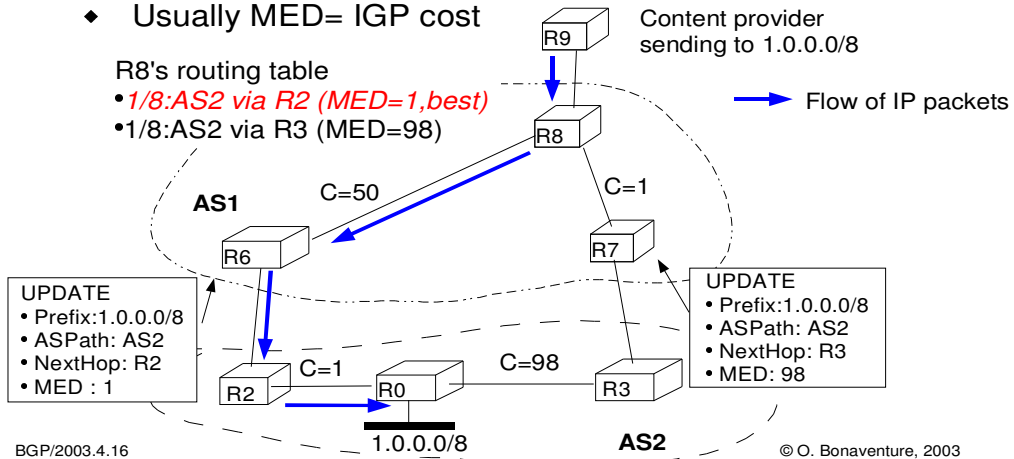 ◆ Usually MED= IGP cost
R9
Content provider
sending to 1.0.0.0/8
R8's routing table
•1/8:AS2 via R2 (MED=1,best)
•1/8:AS2 via R3 (MED=98)
Flow of IP packets
R8
C=50
C=1
AS1
R6
R7
UPDATE
• Prefix:1.0.0.0/8
• ASPath: AS2
• NextHop: R2
• MED : 1
UPDATE
• Prefix:1.0.0.0/8
• ASPath: AS2
• NextHop: R3
• MED: 98
C=1
C=98
R2
R0
R3
1.0.0.0/8
AS2
BGP/2003.4.16
© O. Bonaventure, 2003